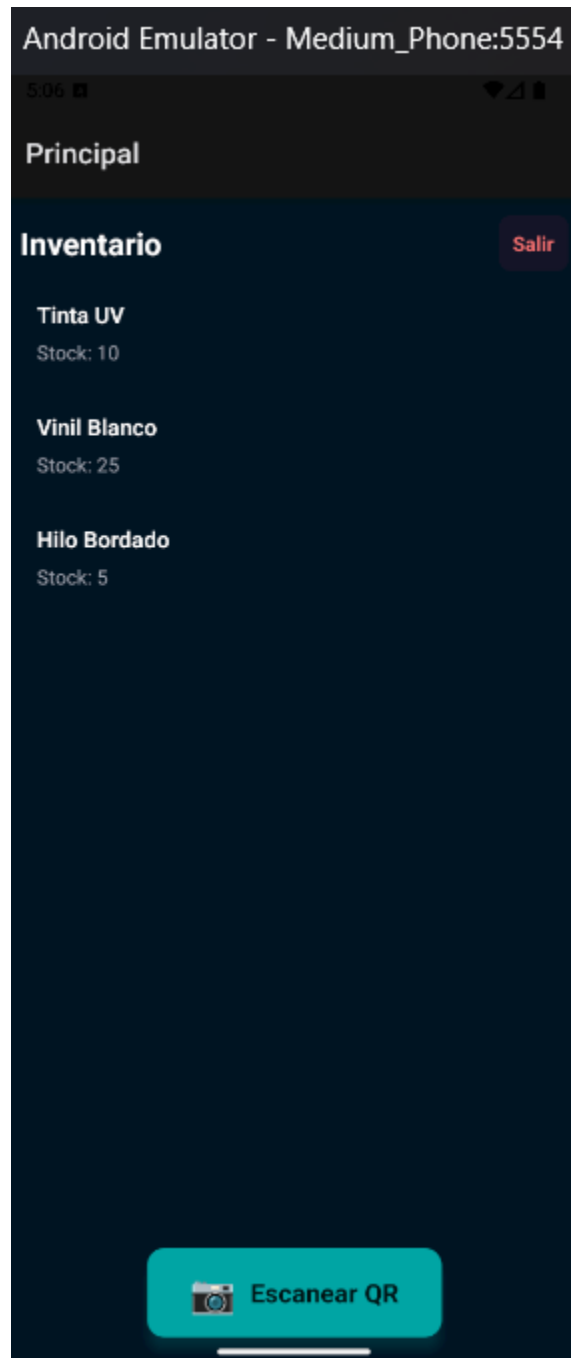 Android Emulator - Medium_Phone:5554
5:06
Principal
Inventario
Salir
Tinta UV
Stock: 10
Vinil Blanco
Stock: 25
Hilo Bordado
Stock: 5
Escanear QR